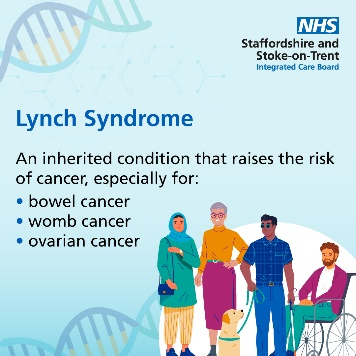 NHS
Staffordshire and
Stoke-on-Trent
Integrated Care Board
Lynch Syndrome
An inherited condition that raises the risk
of cancer, especially for:
• bowel cancer
• womb cancer
• ovarian cancer